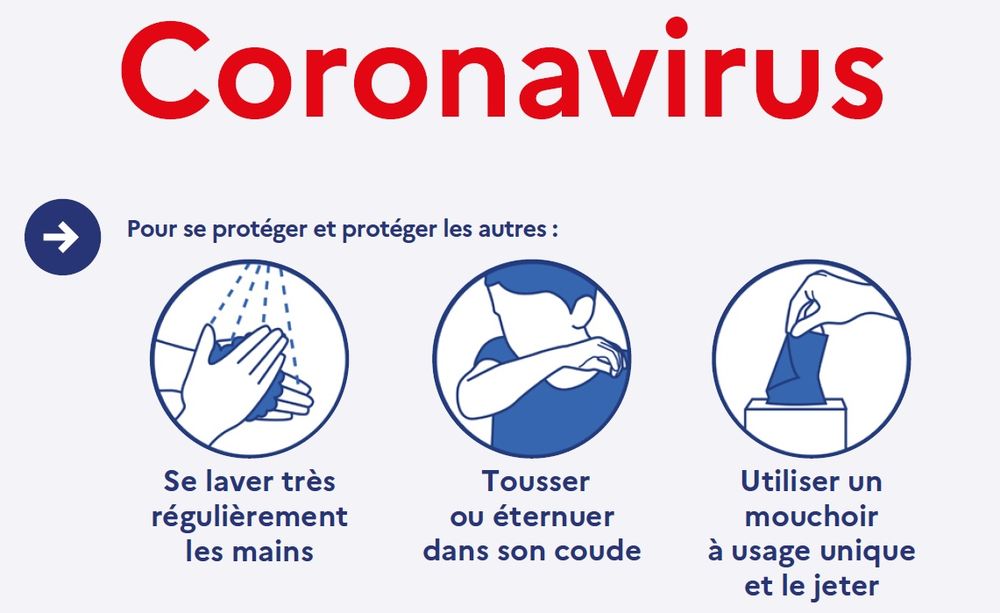 Coronavirus
Pour se protéger et protéger les autres :
Se laver très
régulièrement
les mains
Tousser
ou éternuer
dans son coude
Utiliser un
mouchoir
à usage unique
et le jeter